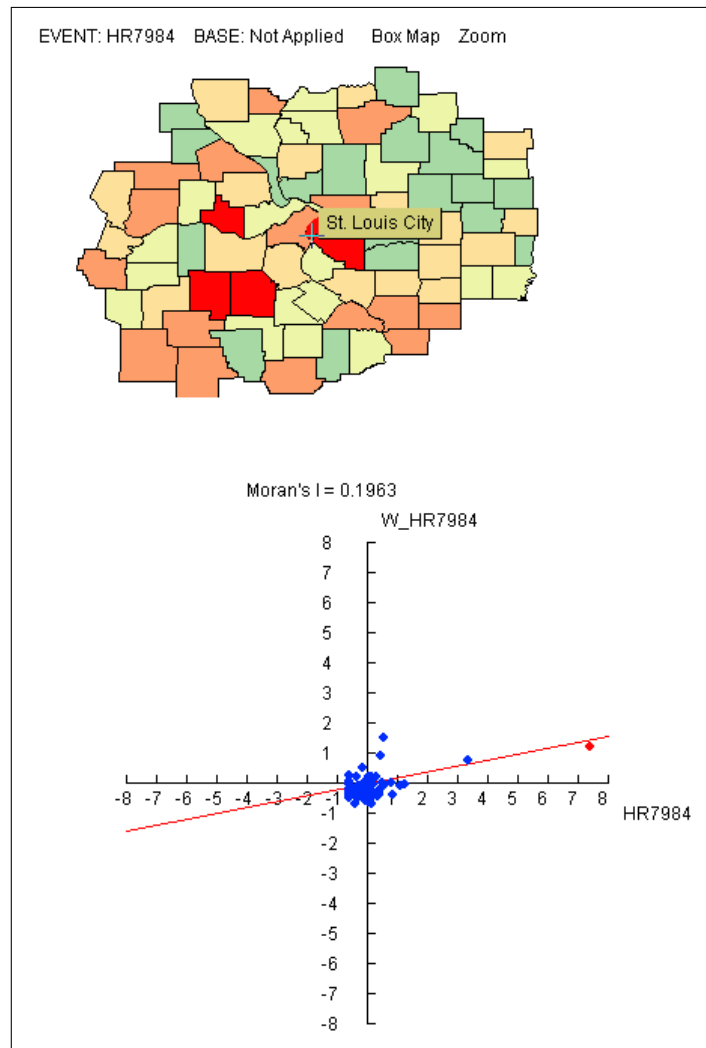 EVENT: HR7984 BASE: Not Applied Box Map Zoom
St. Louis City
Moran's I = 0.1963
W_HR7984
8
7
6
5
4
3
2
1
-8 -7 -6 -5 -4 -3 -2 -1 1 2 3 4 5 6 7 8
HR7984
-1
-2
-3
-4
-5
-6
-7
-8